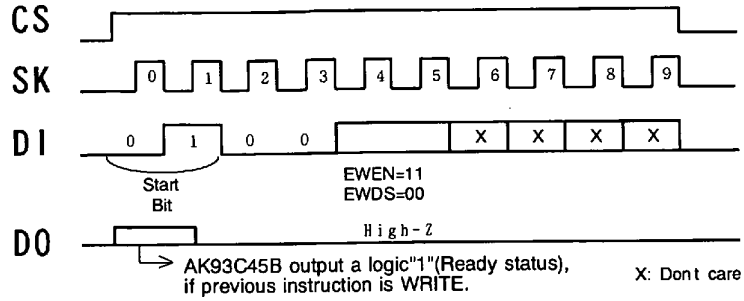 CS
SK 0 1 2 3 4 5 6 7 8 9
DI 0 1 0 0 X X X X
Start
Bit
EWEN=11
EWDS=00
DO High-Z
AK93C45B output a logic"1"(Ready status),
if previous instruction is WRITE.
X: Dont care